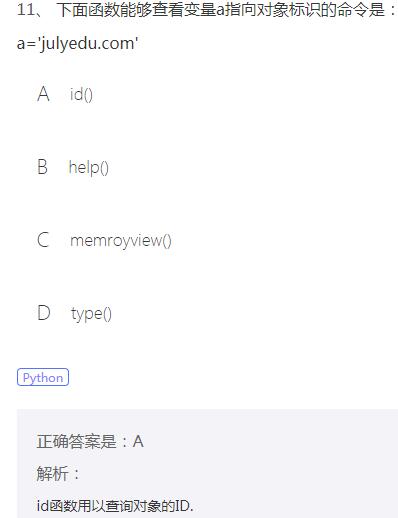 11、 下面函数能够查看变量a指向对象标识的命令是：
a='julyedu.com'
A id()
B help()
C memroyview()
D type()
Python
正确答案是：A
解析：
id函数用以查询对象的ID.